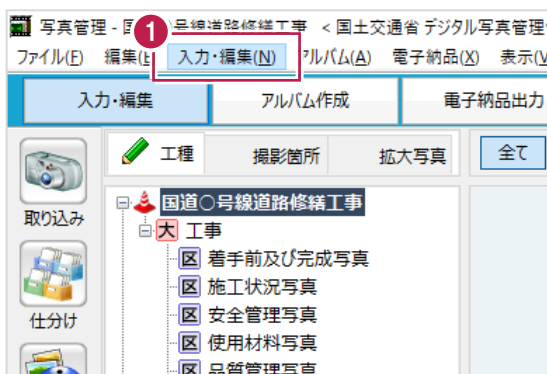 写真管理 - 号線道路修繕工事 < 国土交通省 デジタル写真管理
1
ファイル(F) 編集( 入力・編集(N) アルバム(A) 電子納品(X) 表示(V
入力・編集 アルバム作成 電子納品出力
工種 撮影箇所 拡大写真 全て
取り込み
国道○号線道路修繕工事
大 工事
区 着手前及び完成写真
区 施工状況写真
仕分け
区 安全管理写真
区 使用材料写真
区 品質管理写真